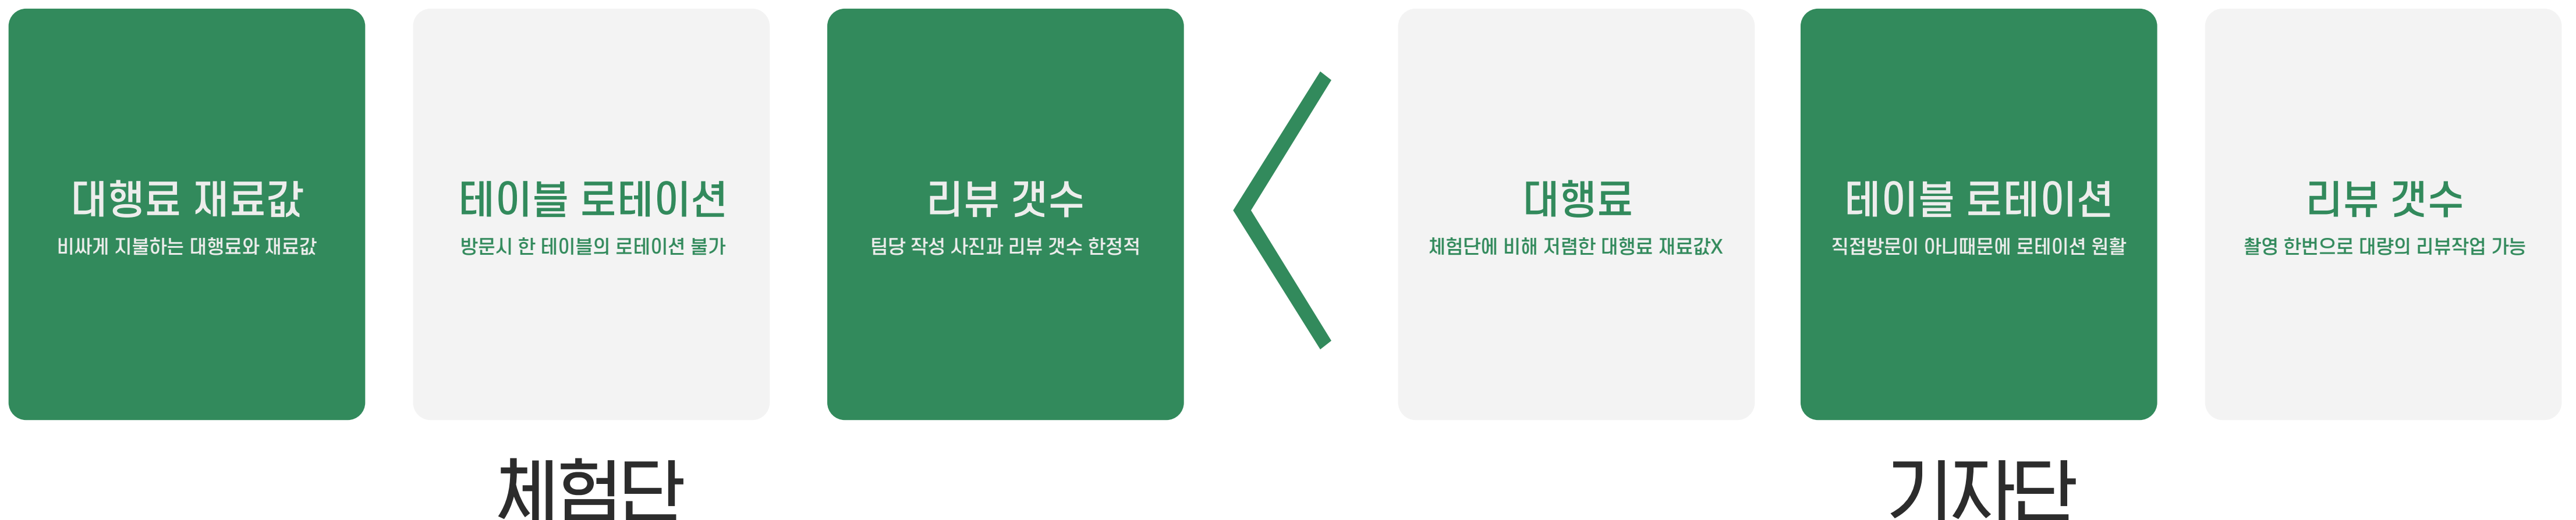 대행료 재료값
비싸게 지불하는 대행료와 재료값
테이블 로테이션
방문시 한 테이블의 로테이션 불가
리뷰 갯수
팀당 작성 사진과 리뷰 갯수 한정적
체험단
대행료
체험단에 비해 저렴한 대행료 재료값X
테이블 로테이션
직접방문이 아니때문에 로테이션 원활
리뷰 갯수
촬영 한번으로 대량의 리뷰작업 가능
기자단